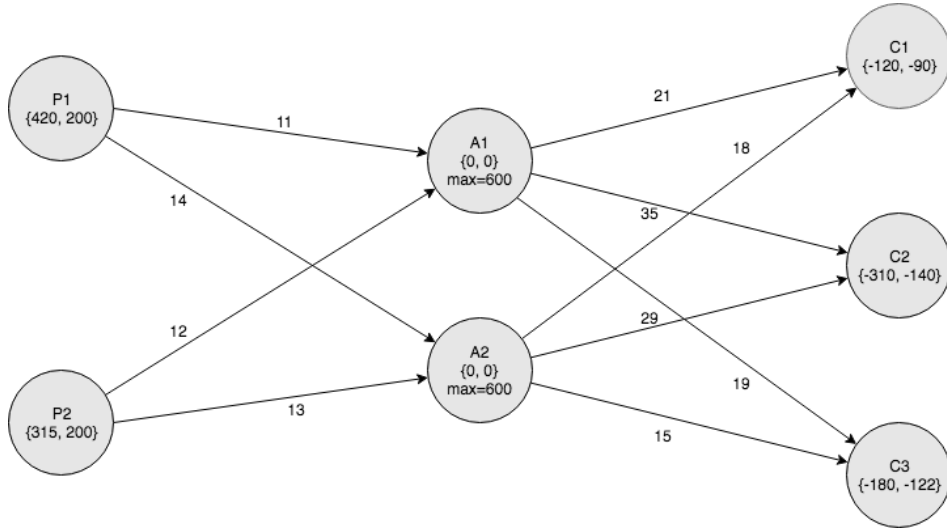 P1
{420, 200}
P2
{315, 200}
11
14
12
13
A1
{0, 0}
max=600
A2
{0, 0}
max=600
21
18
35
29
19
15
C1
{-120, -90}
C2
{-310, -140}
C3
{-180, -122}